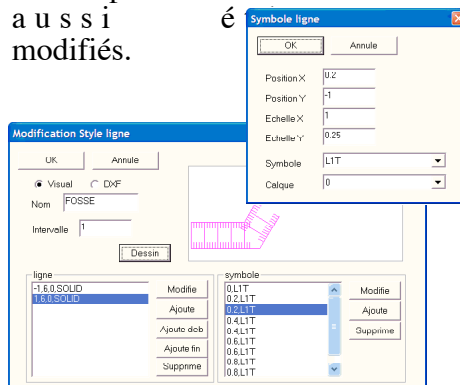 aussi é
modifiés.
Symbole ligne
OK Annule
Position X 0.2
Position Y -1
Echelle X 1
Echelle 'Y' 0.25
Symbole L1T
Calque 0
Modification Style ligne
UK Annule
Visual DXF
Nom FOSSE
Intervalle 1
Dessin
ligne
-1,6,0,SOLID
1,6,0,SOLID
Modifie
Ajoute
Ajoute deb
Ajoute fin
Supprime
symbole
0,L1T
0.2,L1T
0.2,L1T
0.4,L1T
0.4,L1T
0.6,L1T
0.6,L1T
0.8,L1T
0.8,L1T
Modifie
Ajoute
Supprime